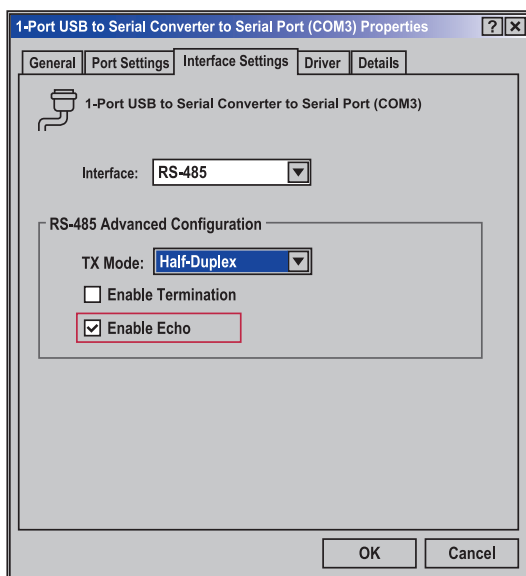 1-Port USB to Serial Converter to Serial Port (COM3) Properties ? X
General Port Settings Interface Settings Driver Details
1-Port USB to Serial Converter to Serial Port (COM3)
Interface: RS-485
RS-485 Advanced Configuration
TX Mode: Half-Duplex
Enable Termination
Enable Echo
OK Cancel